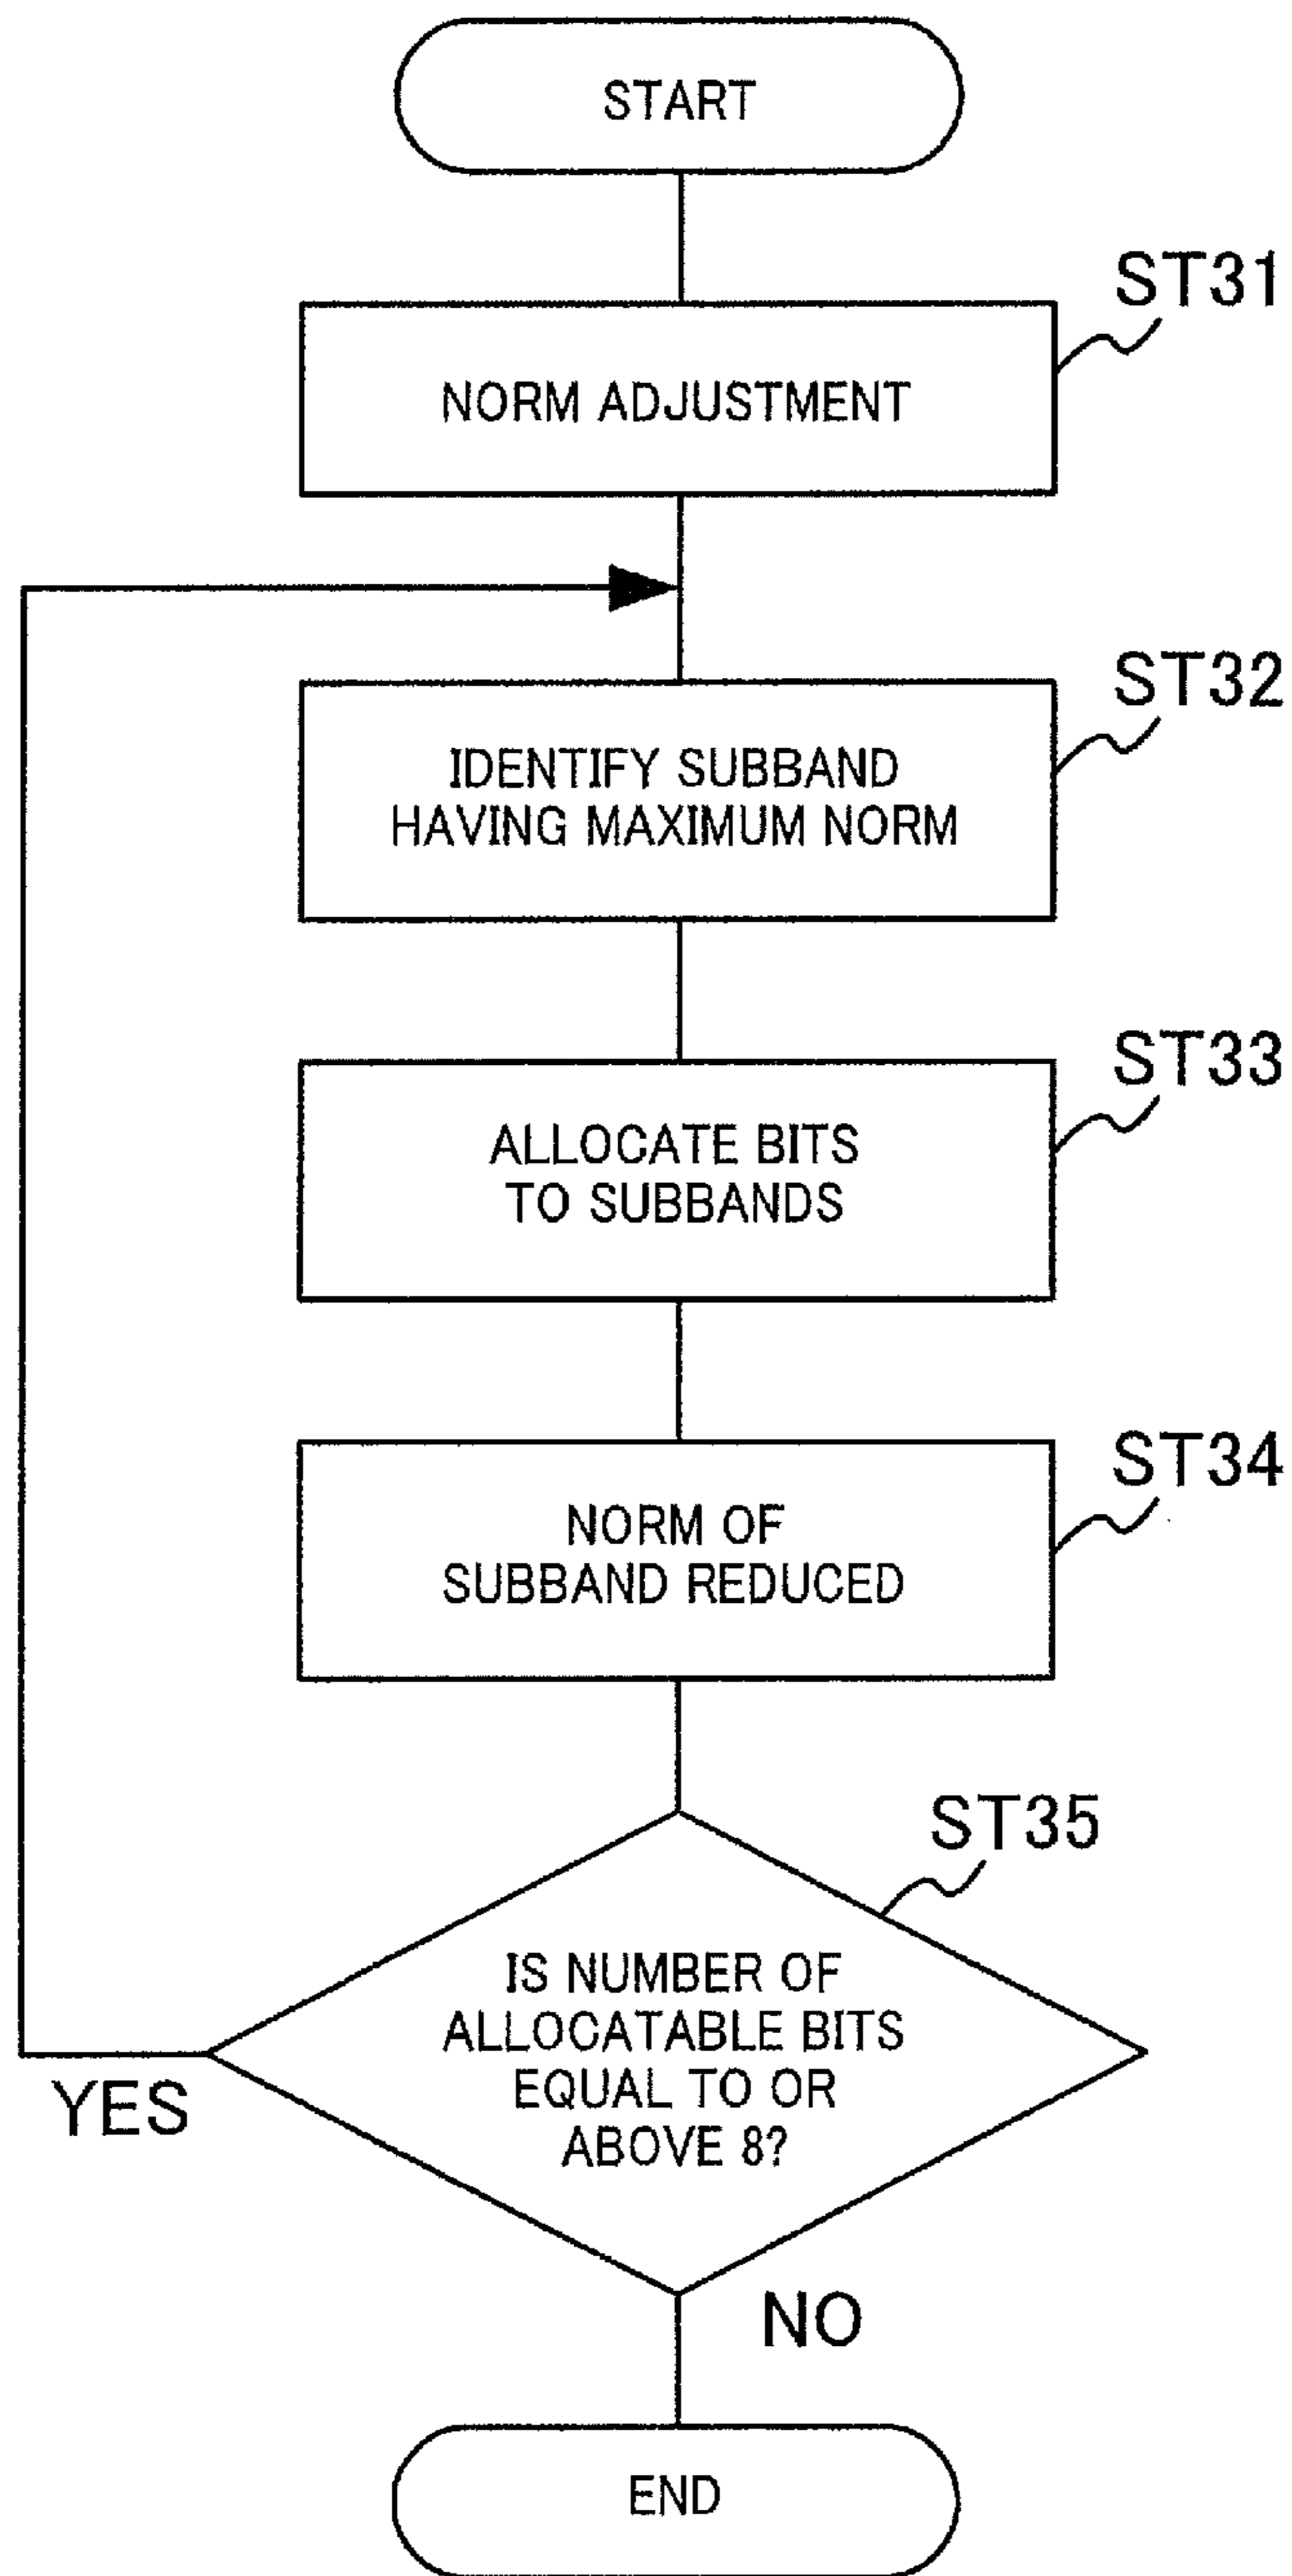 START
ST31
NORM ADJUSTMENT
ST32
IDENTIFY SUBBAND
HAVING MAXIMUM NORM
ST33
ALLOCATE BITS
TO SUBBANDS
ST34
NORM OF
SUBBAND REDUCED
ST35
IS NUMBER OF
ALLOCATABLE BITS
EQUAL TO OR
ABOVE 8?
YES
NO
END